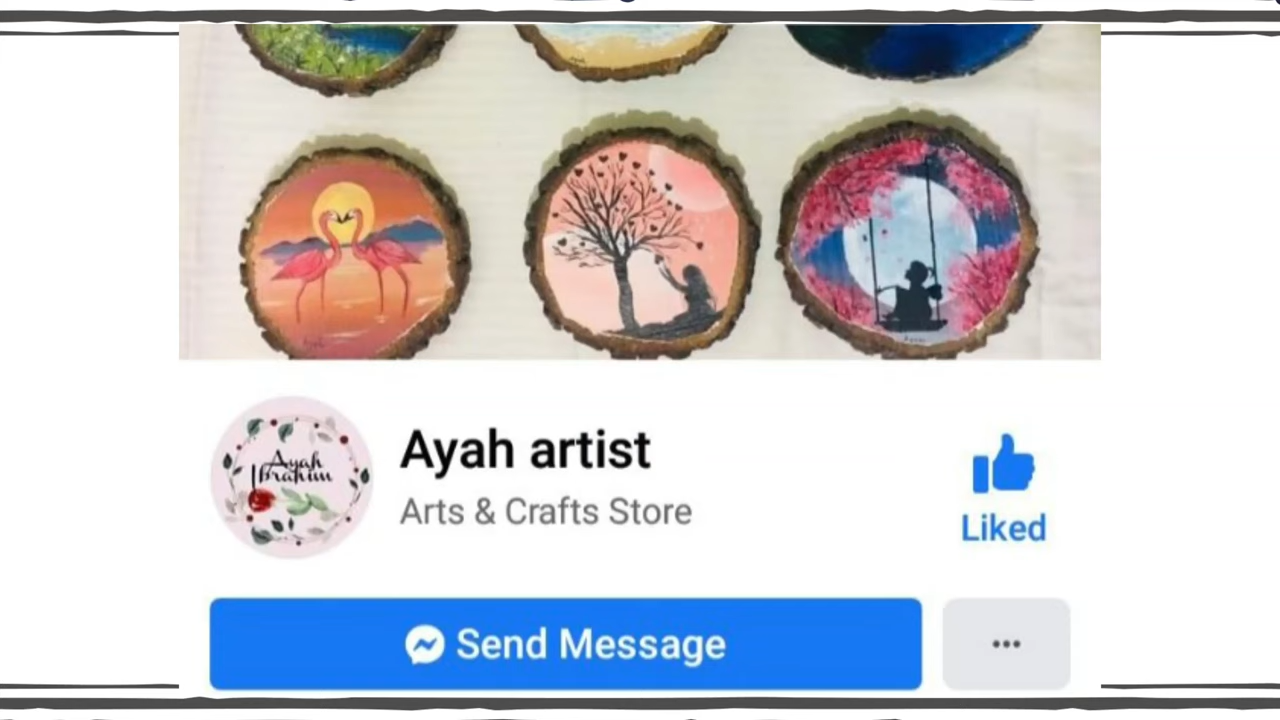 Ayah artist
Arts & Crafts Store
Ayah
Ibrahim
Liked
Send Message